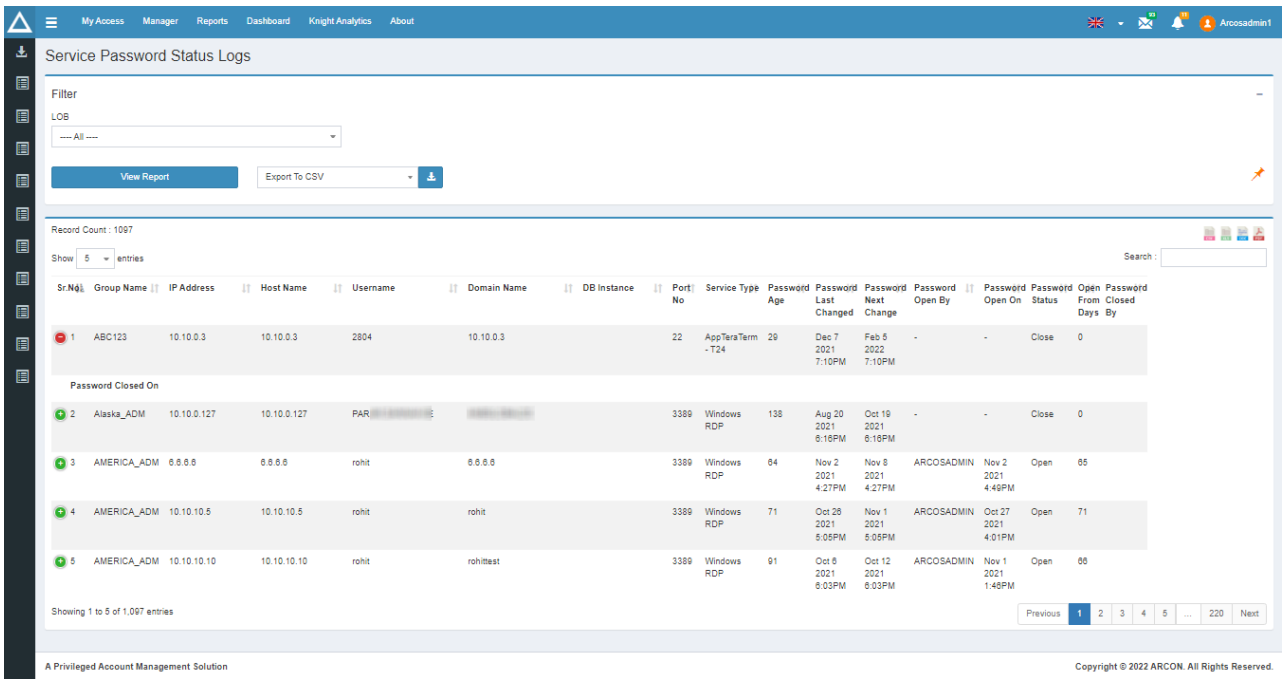 My Access Manager Reports Dashboard Knight Analytics About Arcosadmin1
Service Password Status Logs
Filter
LOB
---- All ----
View Report Export To CSV
Record Count : 1097
Show 5 entries Search :
Sr.No Group Name IP Address Host Name Username Domain Name DB Instance Port No Service Type Password Age Password Last Changed Password Next Change Password Open By Password Open On Password Status Open From Days Password Closed By
1 ABC123 10.10.0.3 10.10.0.3 2804 10.10.0.3 22 AppTeraTerm - T24 29 Dec 7 2021 7:10PM Feb 5 2022 7:10PM - - Close 0
Password Closed On
2 Alaska_ADM 10.10.0.127 10.10.0.127 PAR E 3389 Windows RDP 138 Aug 20 2021 6:16PM Oct 19 2021 6:16PM - - Close 0
3 AMERICA_ADM 6.6.6.6 6.6.6.6 rohit 6.6.6.6 3389 Windows RDP 64 Nov 2 2021 4:27PM Nov 8 2021 4:27PM ARCOSADMIN Nov 2 2021 4:49PM Open 65
4 AMERICA_ADM 10.10.10.5 10.10.10.5 rohit rohit 3389 Windows RDP 71 Oct 26 2021 5:05PM Nov 1 2021 5:05PM ARCOSADMIN Oct 27 2021 4:01PM Open 71
5 AMERICA_ADM 10.10.10.10 10.10.10.10 rohit rohittest 3389 Windows RDP 91 Oct 6 2021 6:03PM Oct 12 2021 6:03PM ARCOSADMIN Nov 1 2021 1:46PM Open 66
Showing 1 to 5 of 1,097 entries Previous 1 2 3 4 5 ... 220 Next
A Privileged Account Management Solution Copyright © 2022 ARCON. All Rights Reserved.